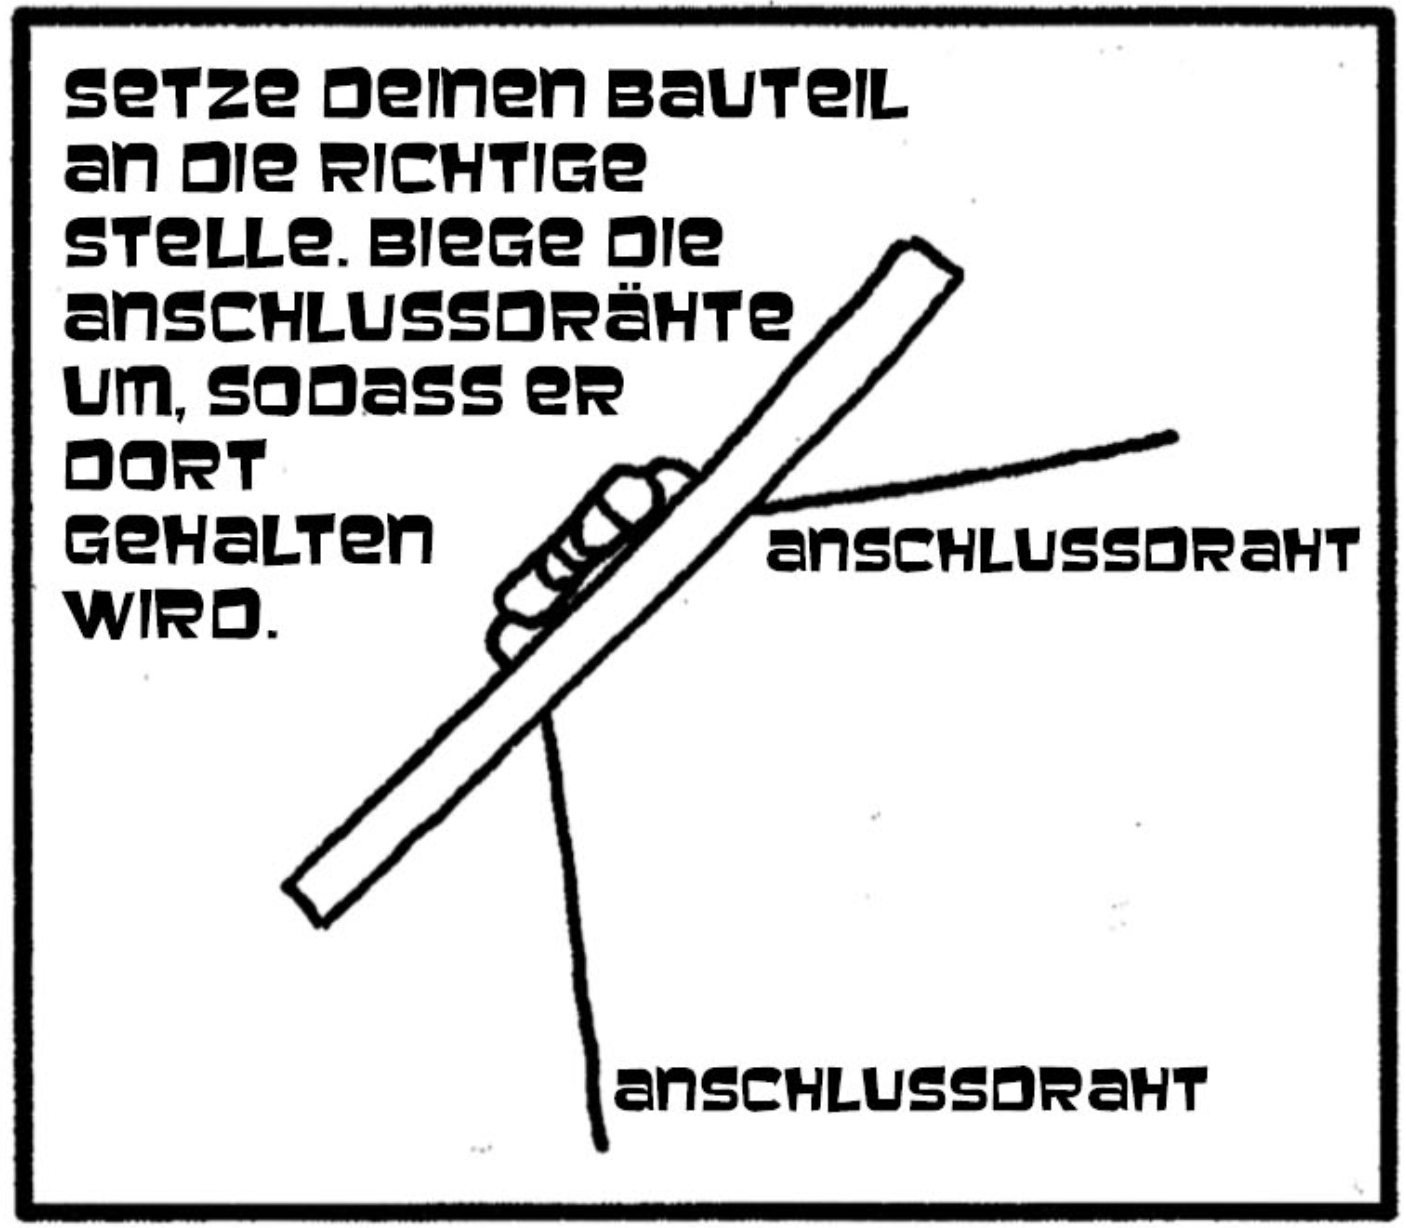 SETZE DEINEN BAUTEIL
AN DIE RICHTIGE
STELLE. BIEGE DIE
ANSCHLUSSDRÄHTE
UM, SODASS ER
DORT
GEHALTEN
WIRD.
ANSCHLUSSDRAHT
ANSCHLUSSDRAHT